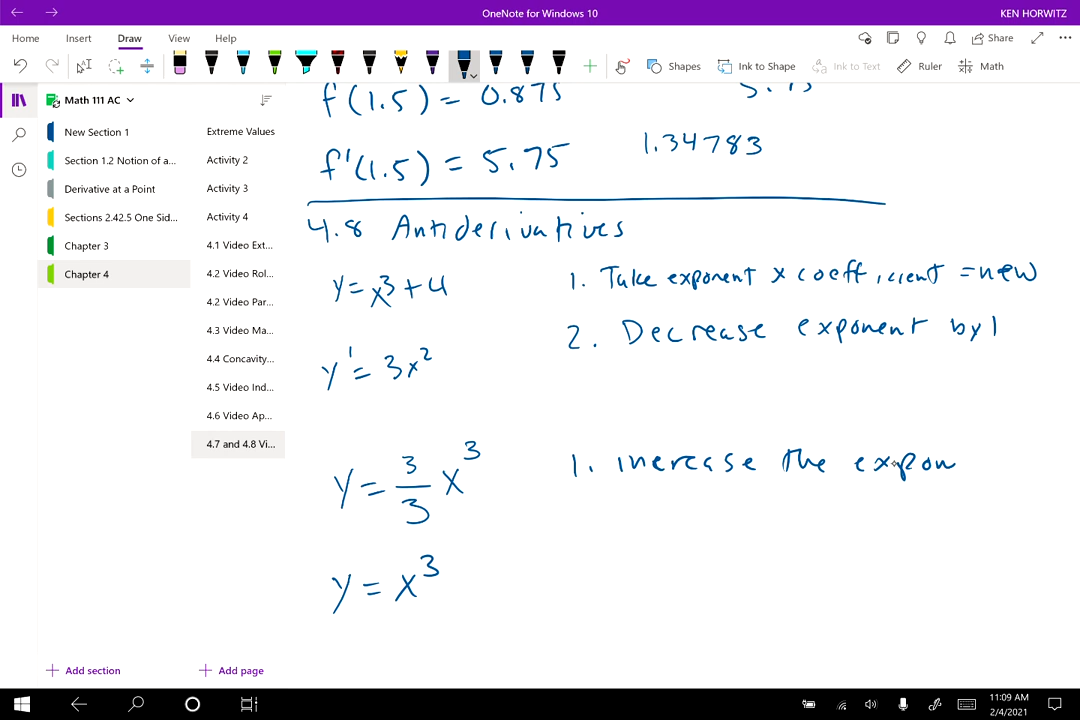 OneNote for Windows 10
KEN HORWITZ
Home Insert Draw View Help
Share
Shapes Ink to Shape Ink to Text Ruler Math
Math 111 AC
New Section 1
Section 1.2 Notion of a...
Derivative at a Point
Sections 2.42.5 One Sid...
Chapter 3
Chapter 4
Extreme Values
Activity 2
Activity 3
Activity 4
4.1 Video Ext...
4.2 Video Rol...
4.2 Video Par...
4.3 Video Ma...
4.4 Concavity...
4.5 Video Ind...
4.6 Video Ap...
4.7 and 4.8 Vi...
f(1.5) = 0.875
1.34783
f'(1.5) = 5.75
4.8 Antiderivatives
y = x³ + 4
1. Take exponent x coefficient = new
2. Decrease exponent by 1
y' = 3x²
y = 3/3 x³
1. increase the expon
y = x³
Add section
Add page
11:09 AM
2/4/2021